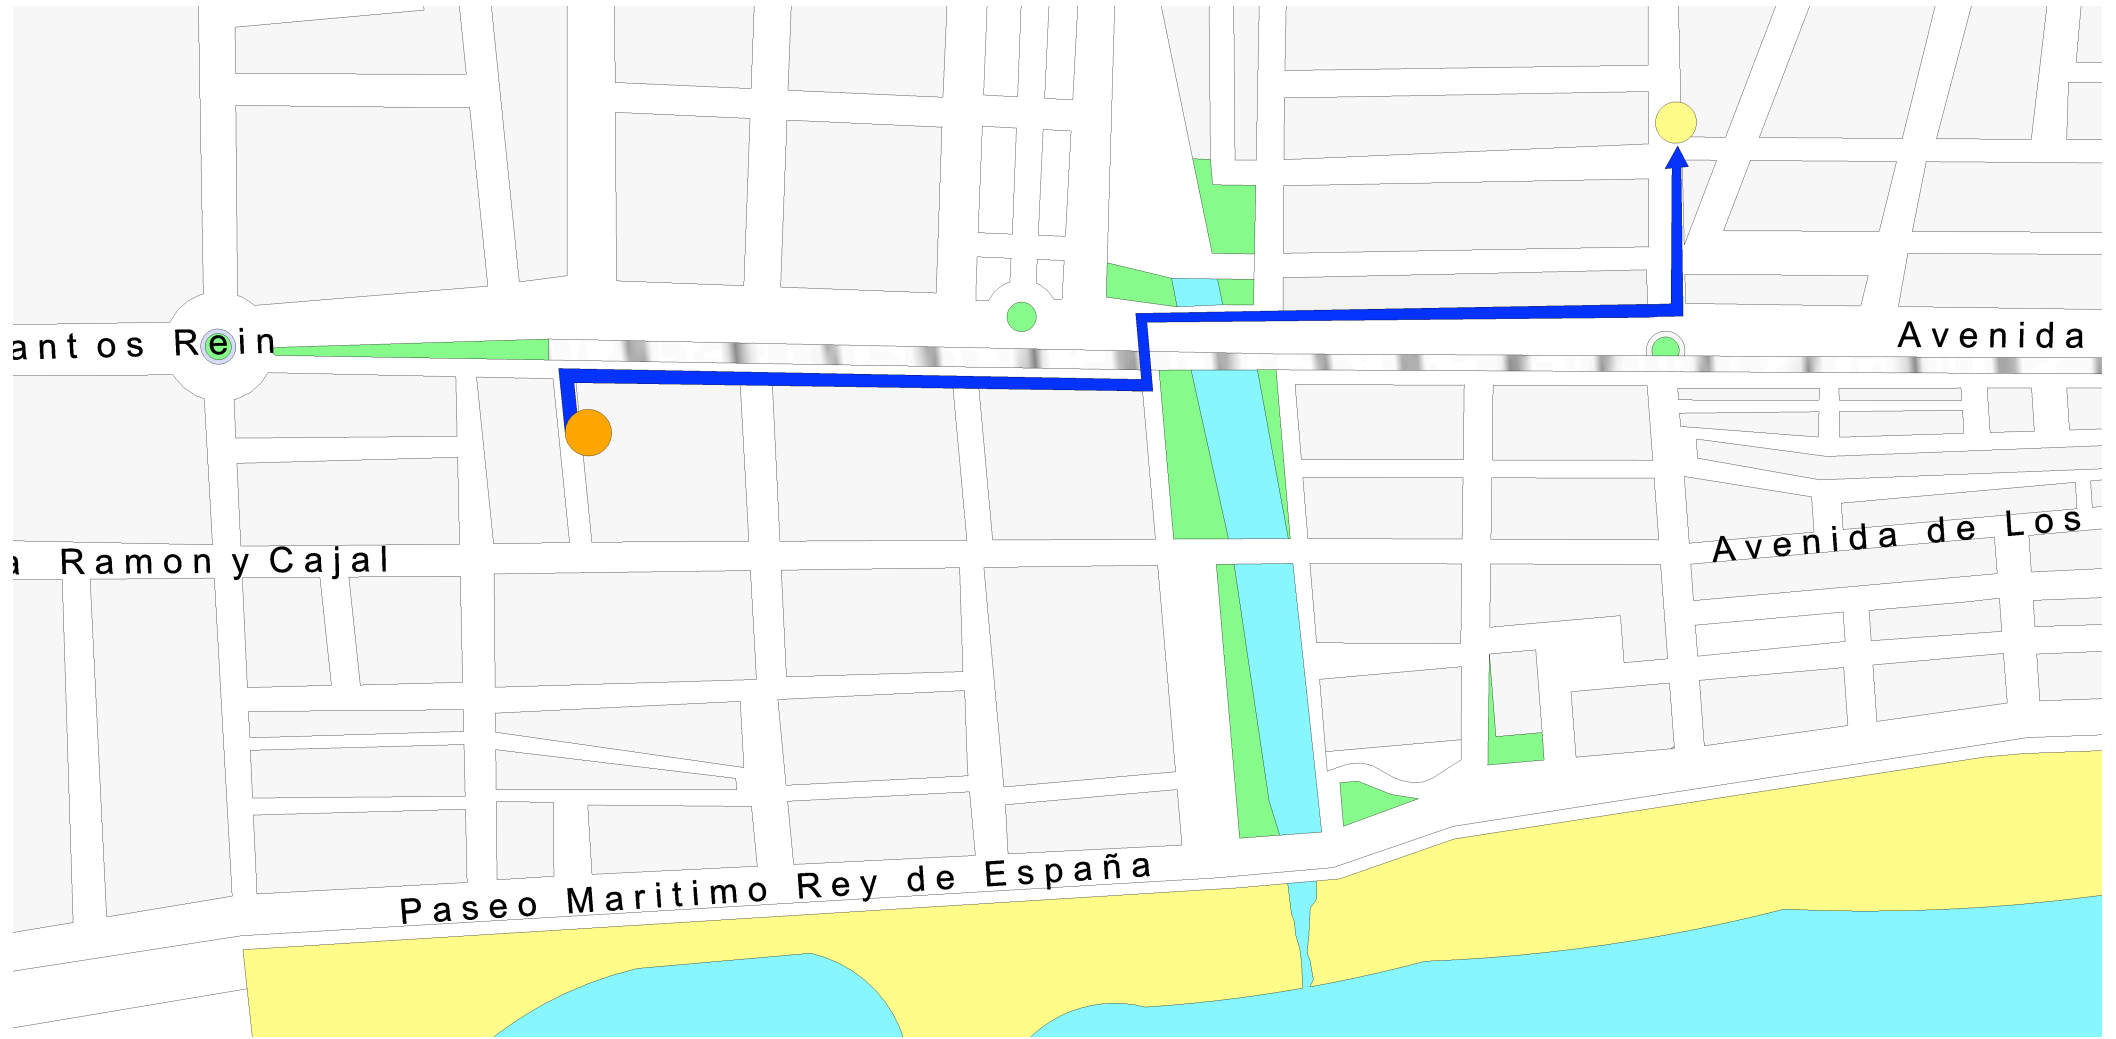 antos Rein
Avenida
a Ramon y Cajal
Avenida de Los
Paseo Maritimo Rey de España